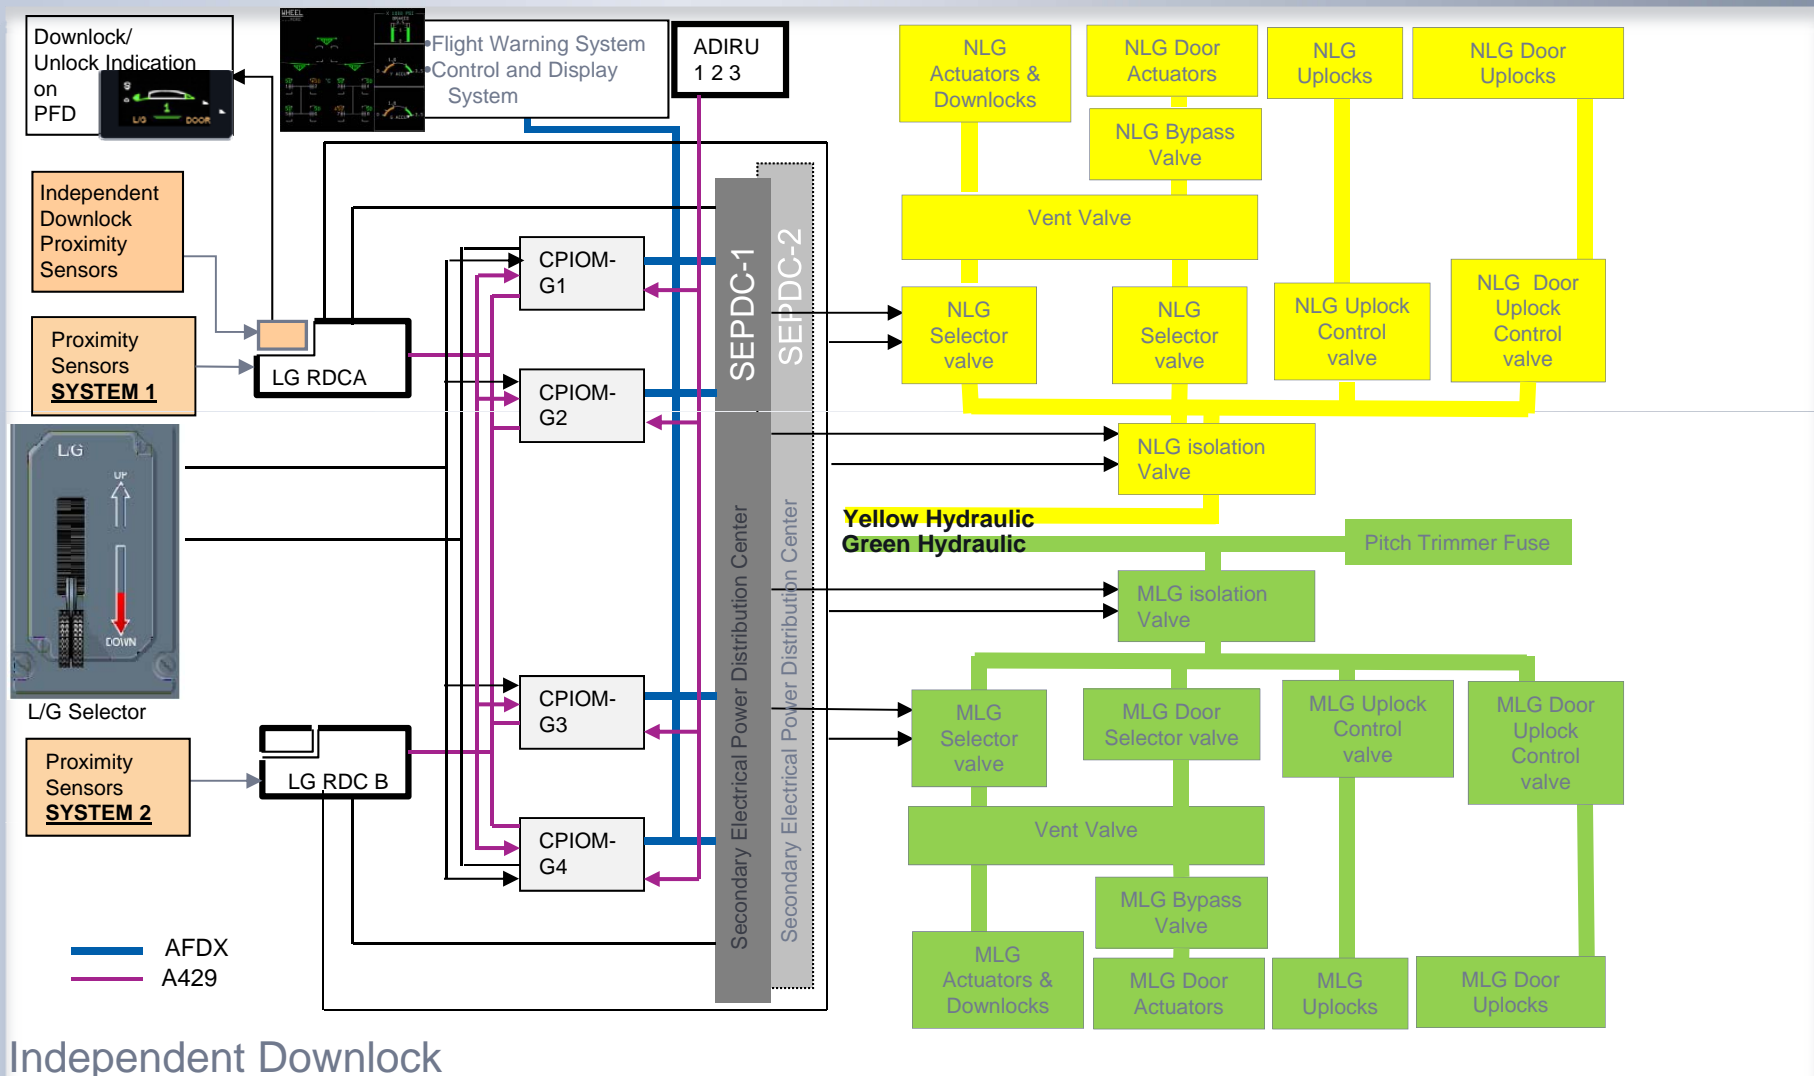 Downlock/
Unlock Indication
on
PFD
WHEEL
L/G
DOOR
Flight Warning System
Control and Display
System
ADIRU
1 2 3
Independent
Downlock
Proximity
Sensors
Proximity
Sensors
SYSTEM 1
LG RDCA
L/G
UP
DOWN
L/G Selector
Proximity
Sensors
SYSTEM 2
LG RDC B
AFDX
A429
CPIOM-
G1
CPIOM-
G2
CPIOM-
G3
CPIOM-
G4
SEPDC-1
SEPDC-2
Secondary Electrical Power Distribution Center
Secondary Electrical Power Distribution Center
NLG
Actuators &
Downlocks
NLG Door
Actuators
NLG
Uplocks
NLG Door
Uplocks
NLG Bypass
Valve
Vent Valve
NLG
Selector
valve
NLG
Selector
valve
NLG Uplock
Control
valve
NLG Door
Uplock
Control
valve
NLG isolation
Valve
Yellow Hydraulic
Green Hydraulic
Pitch Trimmer Fuse
MLG isolation
Valve
MLG
Selector
valve
MLG Door
Selector valve
MLG Uplock
Control
valve
MLG Door
Uplock
Control
valve
Vent Valve
MLG Bypass
Valve
MLG
Actuators &
Downlocks
MLG Door
Actuators
MLG
Uplocks
MLG Door
Uplocks
Independent Downlock